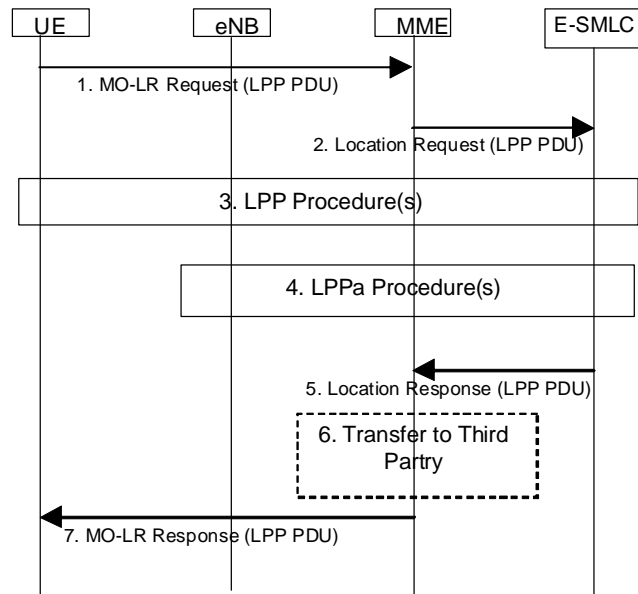 UE
eNB
MME
E-SMLC
1. MO-LR Request (LPP PDU)
2. Location Request (LPP PDU)
3. LPP Procedure(s)
4. LPPa Procedure(s)
5. Location Response (LPP PDU)
6. Transfer to Third
Partry
7. MO-LR Response (LPP PDU)